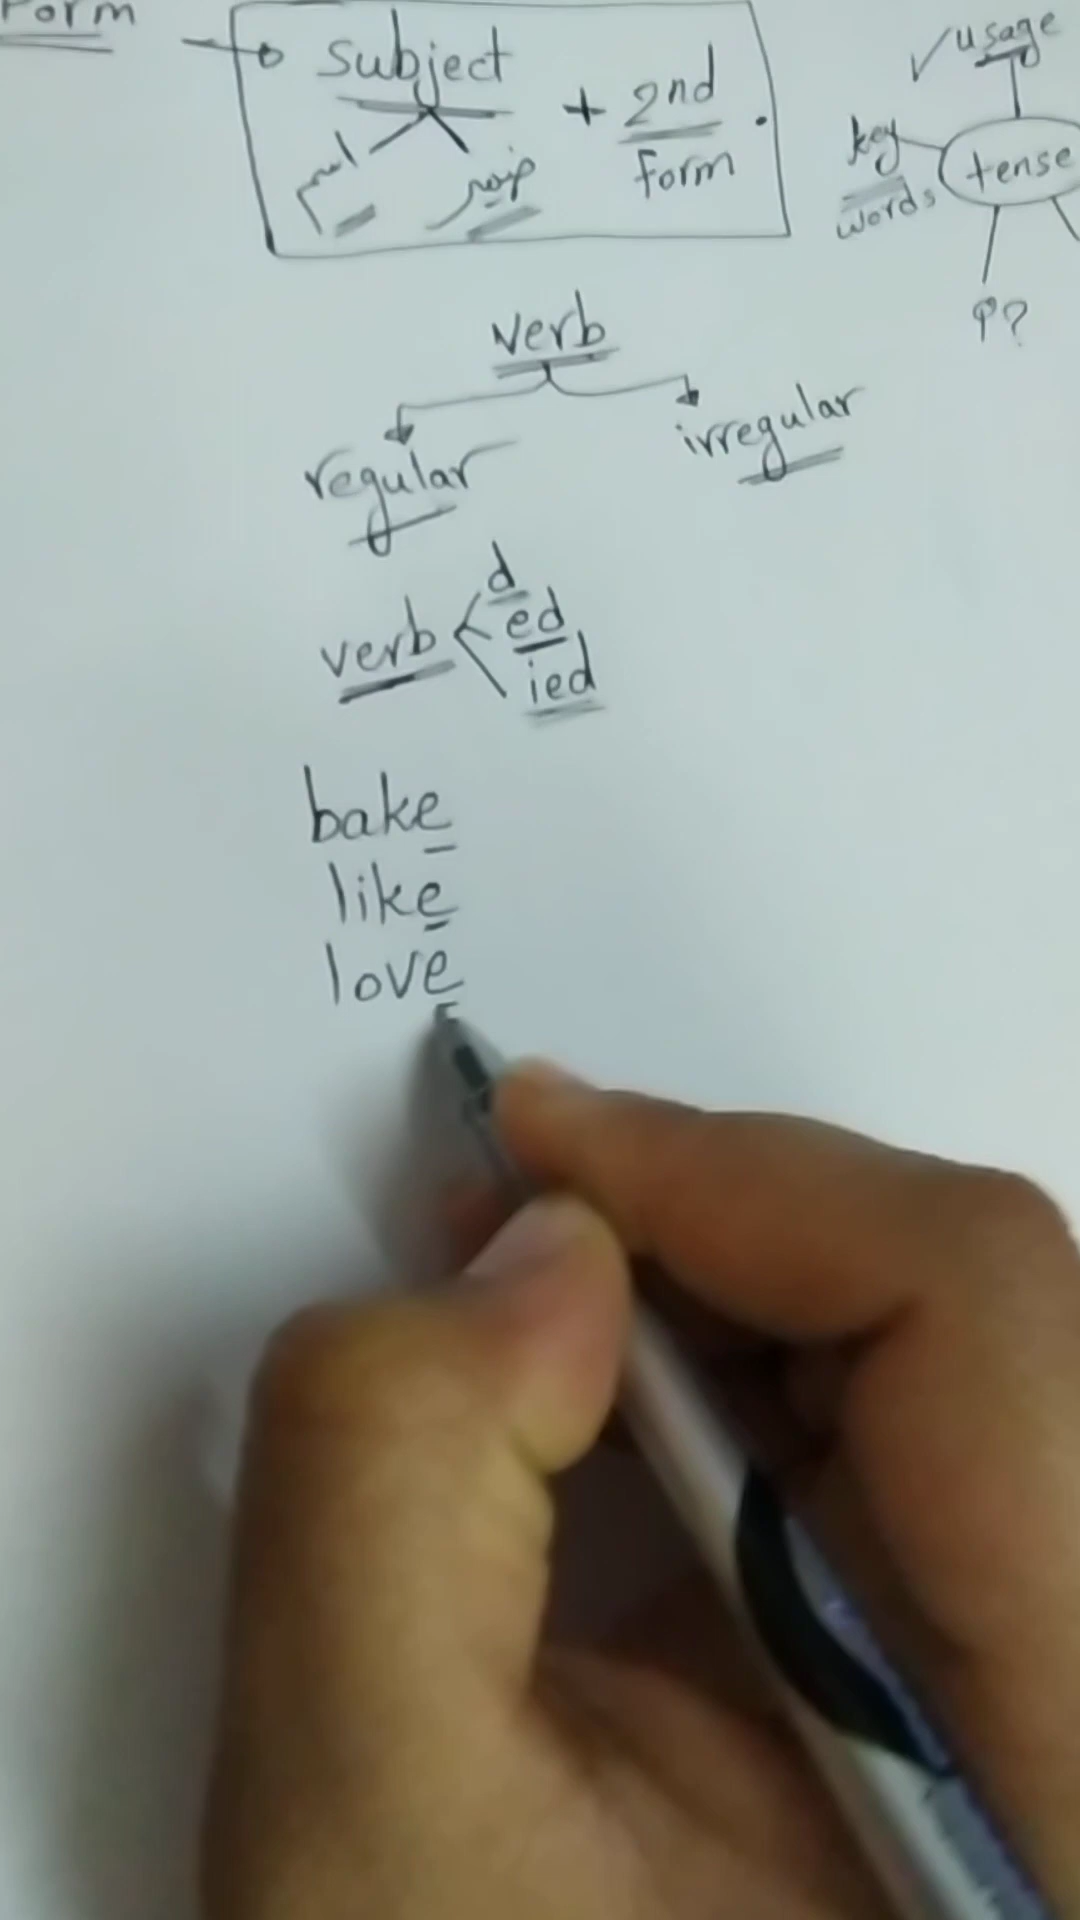 Form
subject + 2nd Form .
اسم ضمير
✓ usage
key words
tense
??
verb
regular irregular
verb d
ed
ied
bake
like
love